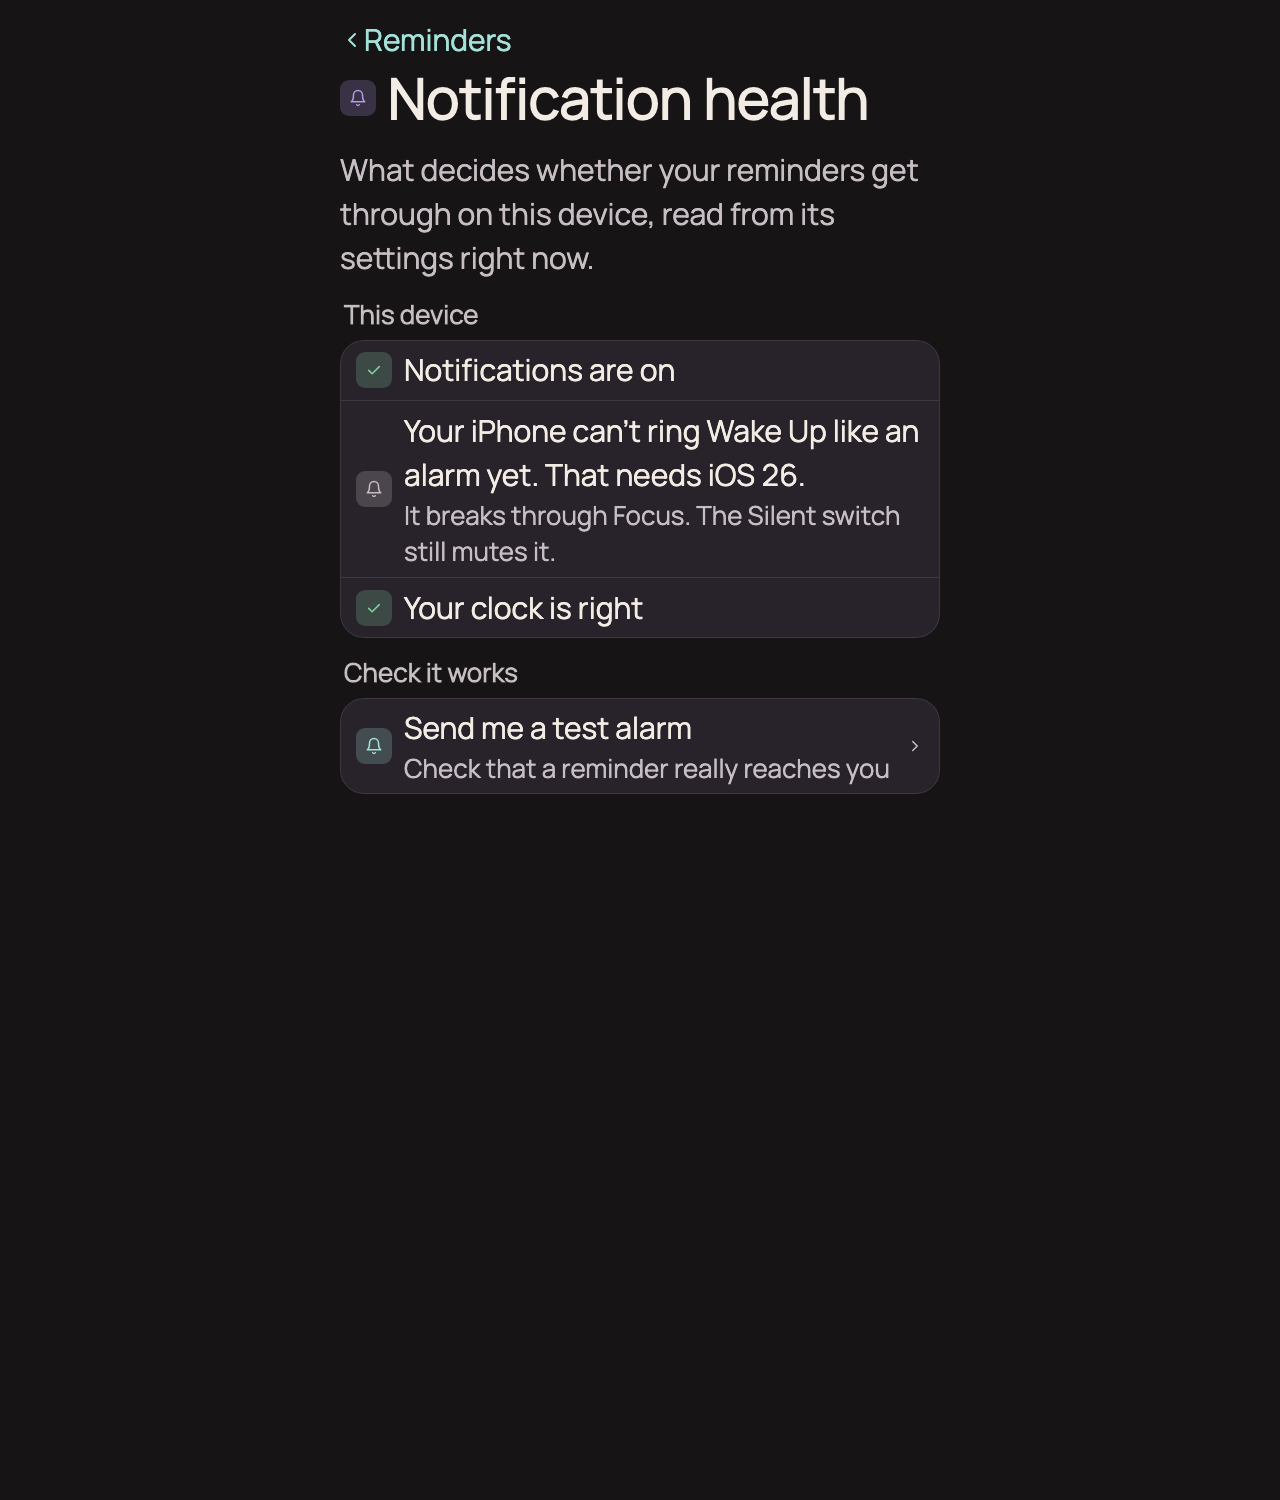 Reminders
Notification health
What decides whether your reminders get
through on this device, read from its
settings right now.
This device
Notifications are on
Your iPhone can’t ring Wake Up like an
alarm yet. That needs iOS 26.
It breaks through Focus. The Silent switch
still mutes it.
Your clock is right
Check it works
Send me a test alarm
Check that a reminder really reaches you